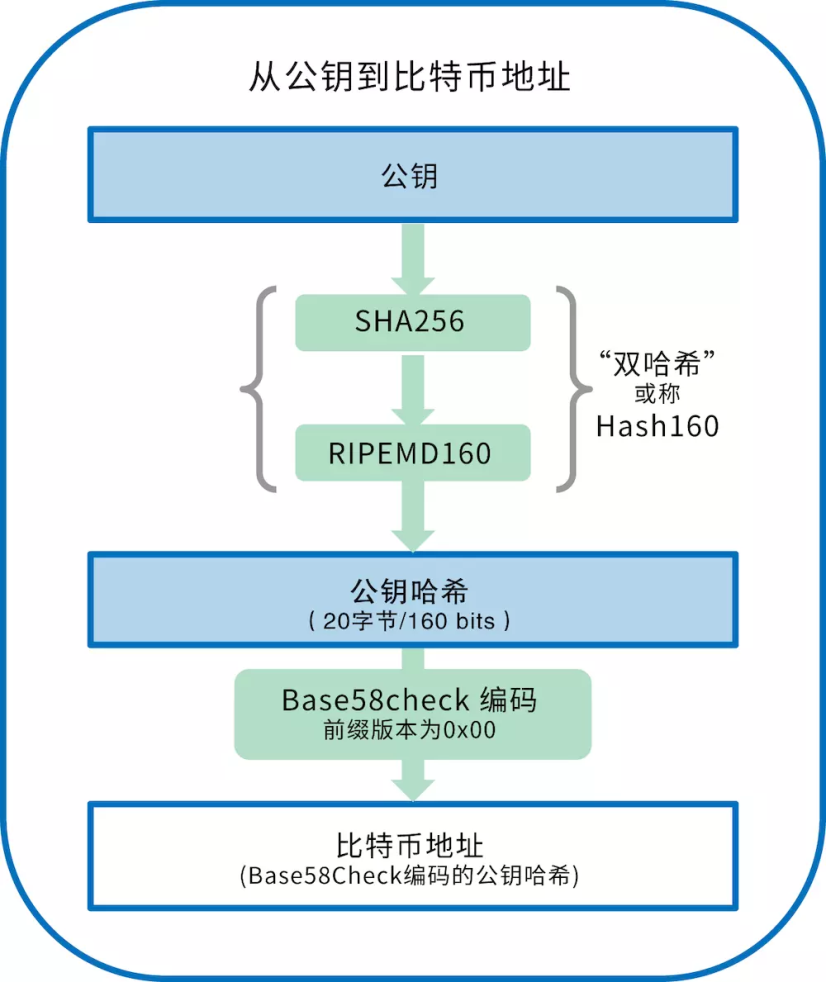 从公钥到比特币地址
公钥
SHA256
“双哈希”
或称
Hash160
RIPEMD160
公钥哈希
（20字节/160 bits）
Base58check 编码
前缀版本为0x00
比特币地址
(Base58Check编码的公钥哈希)